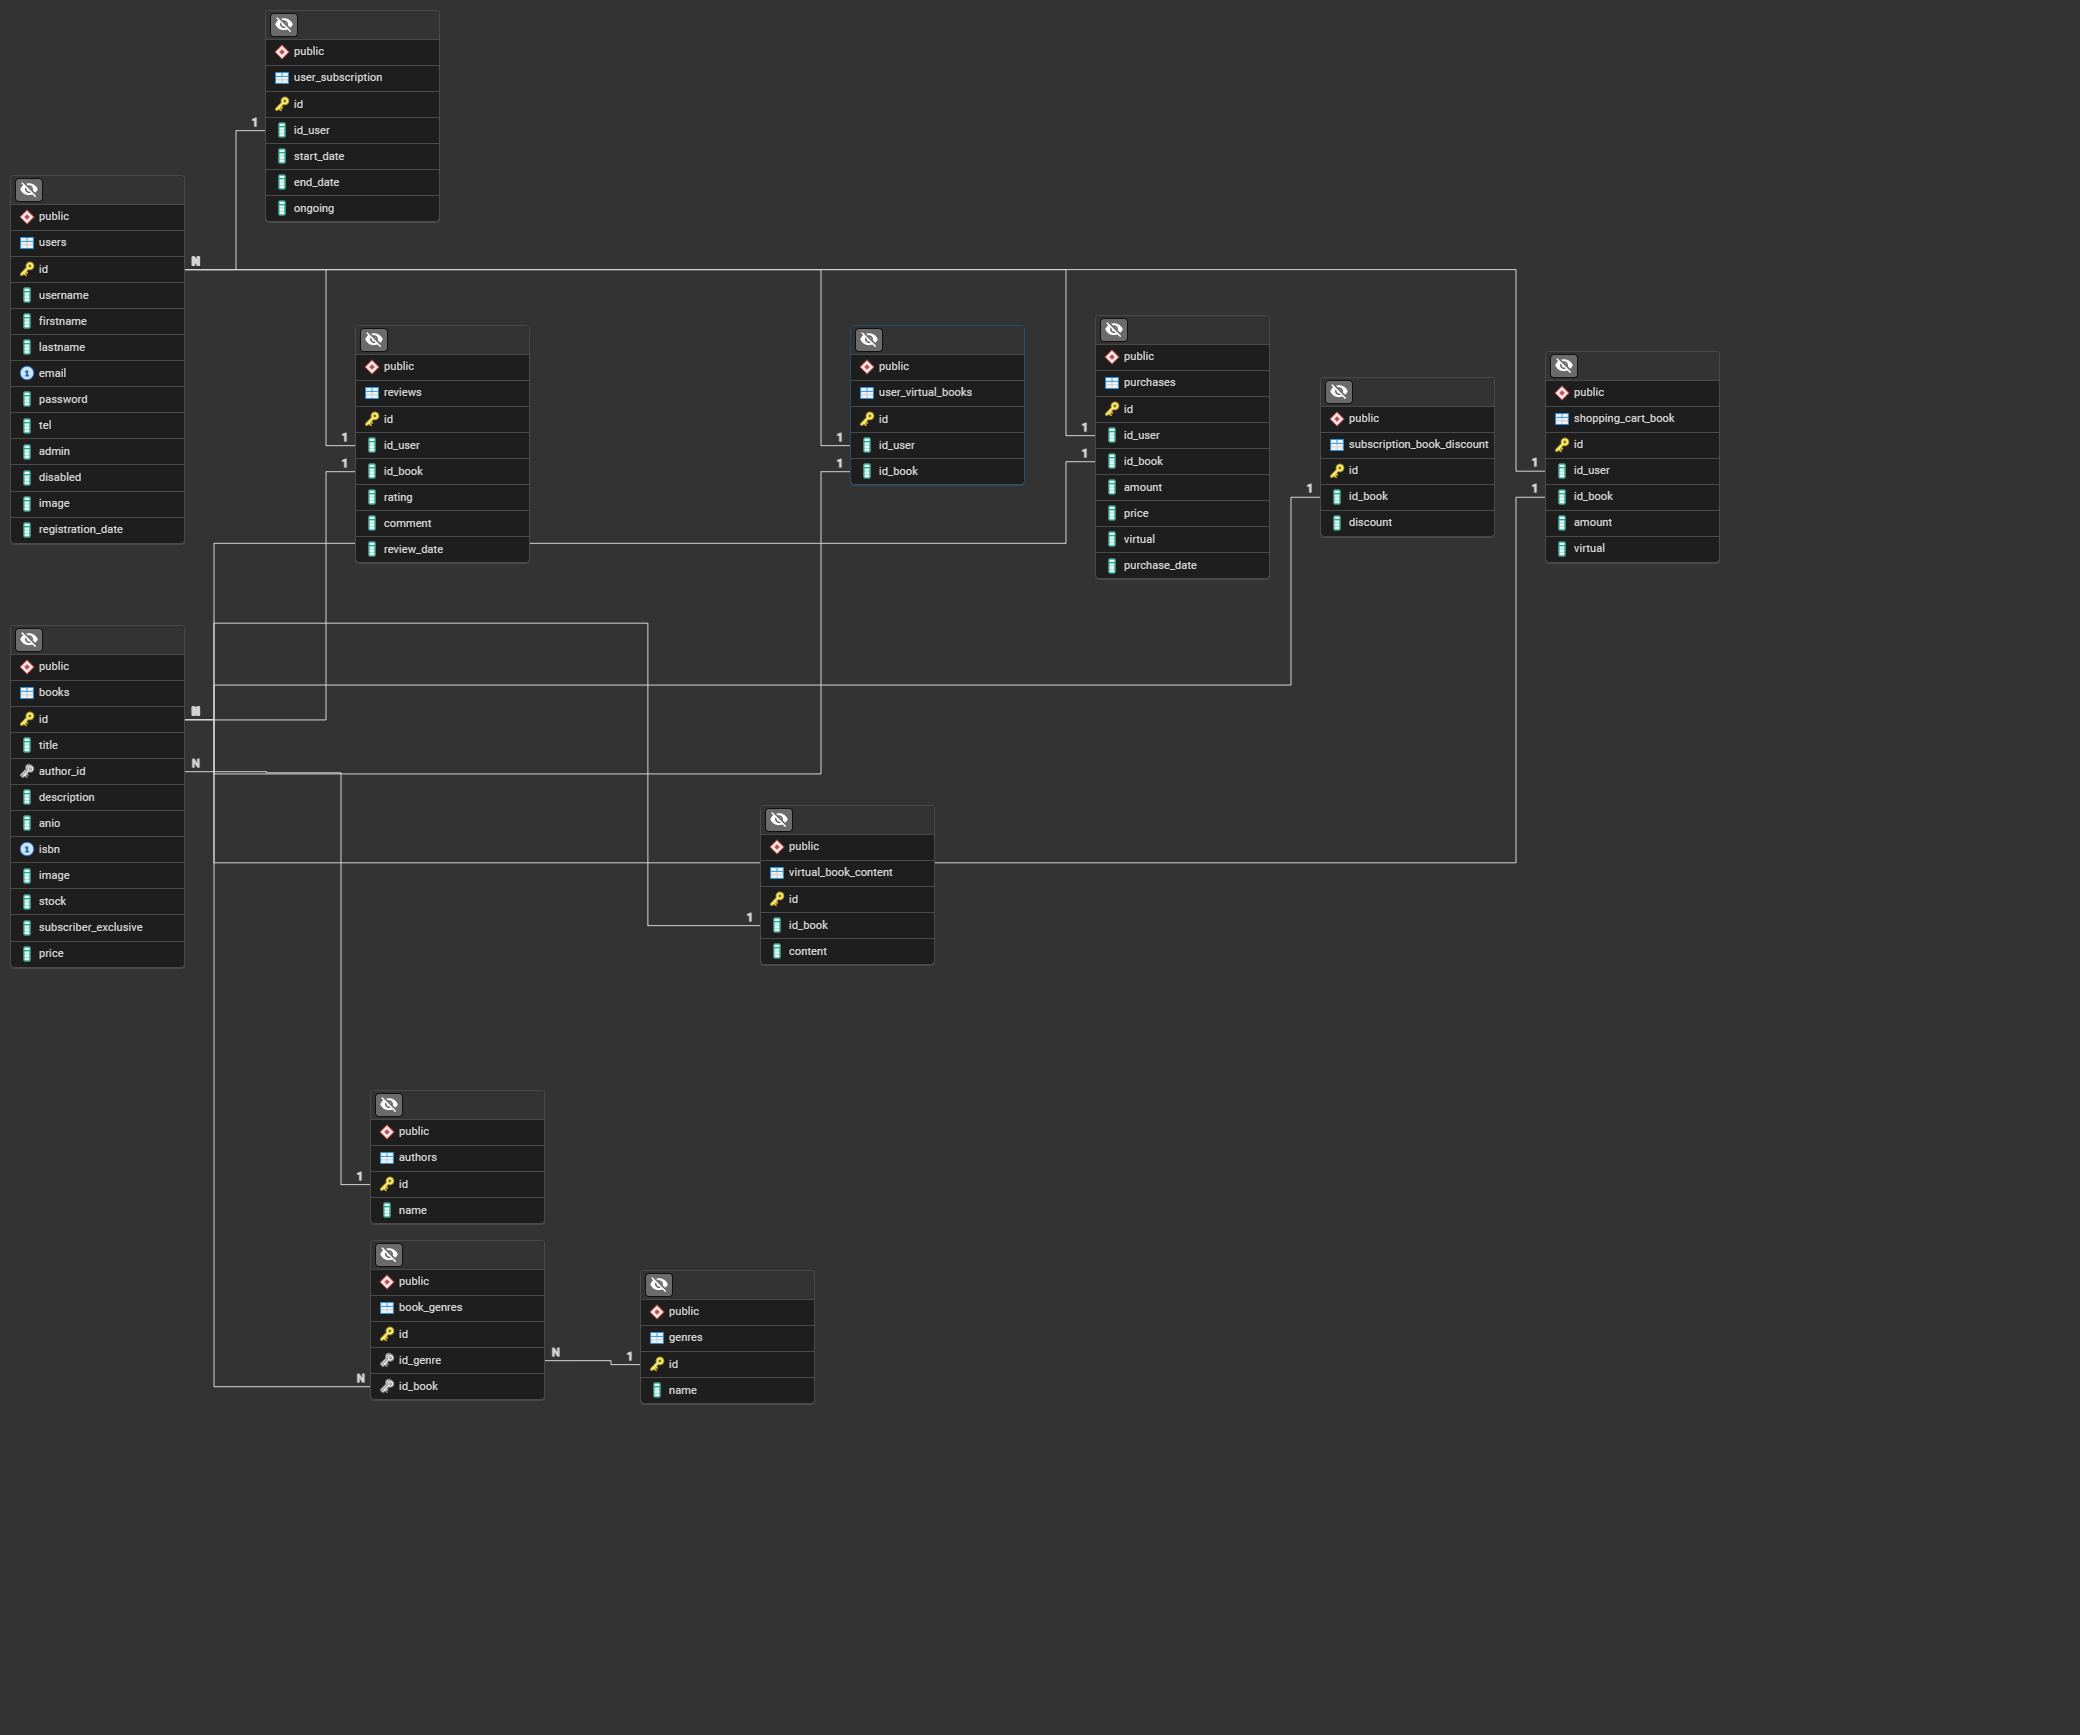 public
user_subscription
id
1
id_user
start_date
end_date
ongoing
public
users
N
id
username
firstname
lastname
email
password
tel
admin
disabled
image
registration_date
public
reviews
id
1
id_user
1
id_book
rating
comment
review_date
public
user_virtual_books
id
1
id_user
1
id_book
public
purchases
id
1
id_user
1
id_book
amount
price
virtual
purchase_date
public
subscription_book_discount
id
1
id_book
discount
public
shopping_cart_book
id
1
id_user
1
id_book
amount
virtual
public
books
N
id
title
N
author_id
description
anio
1
isbn
image
stock
subscriber_exclusive
price
public
virtual_book_content
id
1
id_book
content
public
authors
1
id
name
public
book_genres
id
N
id_genre
N
id_book
public
genres
1
id
name